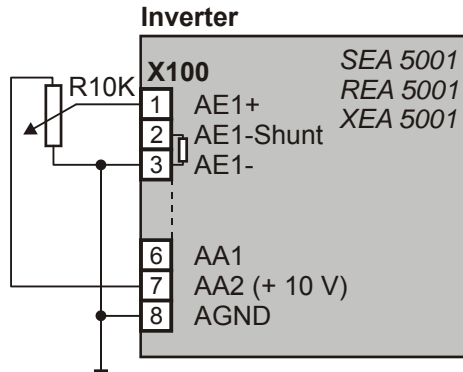 Inverter
X100
SEA 5001
REA 5001
XEA 5001
R10K
1 AE1+
2 AE1-Shunt
3 AE1-
6 AA1
7 AA2 (+ 10 V)
8 AGND